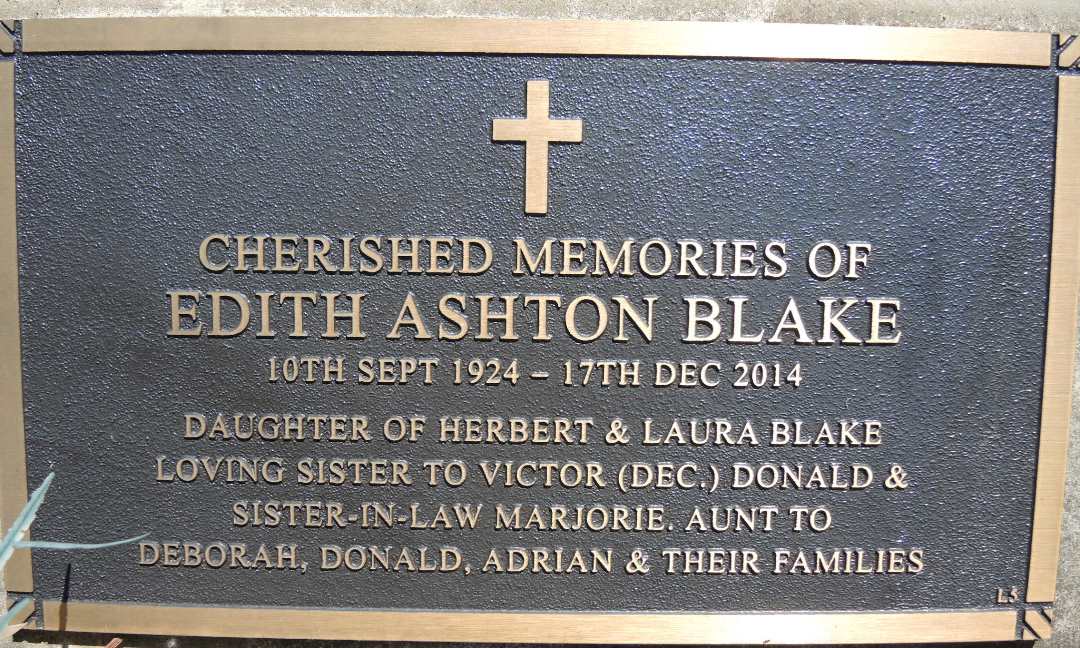 CHERISHED MEMORIES OF
EDITH ASHTON BLAKE
10TH SEPT 1924 – 17TH DEC 2014
DAUGHTER OF HERBERT & LAURA BLAKE
LOVING SISTER TO VICTOR (DEC.) DONALD &
SISTER-IN-LAW MARJORIE. AUNT TO
DEBORAH, DONALD, ADRIAN & THEIR FAMILIES
L5